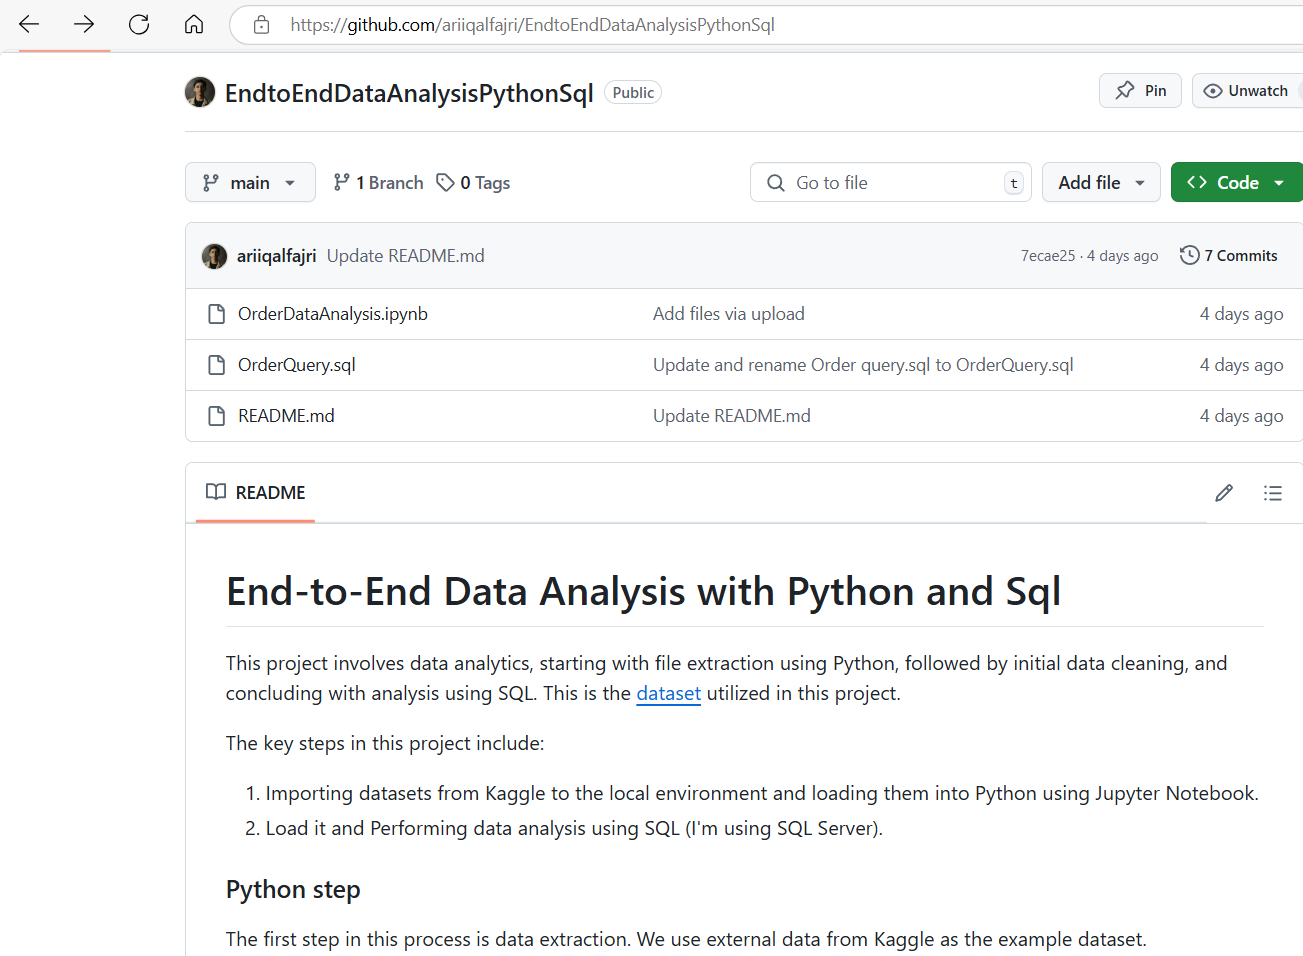 https://github.com/ariiqalfajri/EndtoEndDataAnalysisPythonSql
EndtoEndDataAnalysisPythonSql Public Pin Unwatch
main 1 Branch 0 Tags Go to file t Add file Code
ariiqalfajri Update README.md 7ecae25 · 4 days ago 7 Commits
OrderDataAnalysis.ipynb Add files via upload 4 days ago
OrderQuery.sql Update and rename Order query.sql to OrderQuery.sql 4 days ago
README.md Update README.md 4 days ago
README
End-to-End Data Analysis with Python and Sql
This project involves data analytics, starting with file extraction using Python, followed by initial data cleaning, and
concluding with analysis using SQL. This is the dataset utilized in this project.
The key steps in this project include:
1. Importing datasets from Kaggle to the local environment and loading them into Python using Jupyter Notebook.
2. Load it and Performing data analysis using SQL (I'm using SQL Server).
Python step
The first step in this process is data extraction. We use external data from Kaggle as the example dataset.